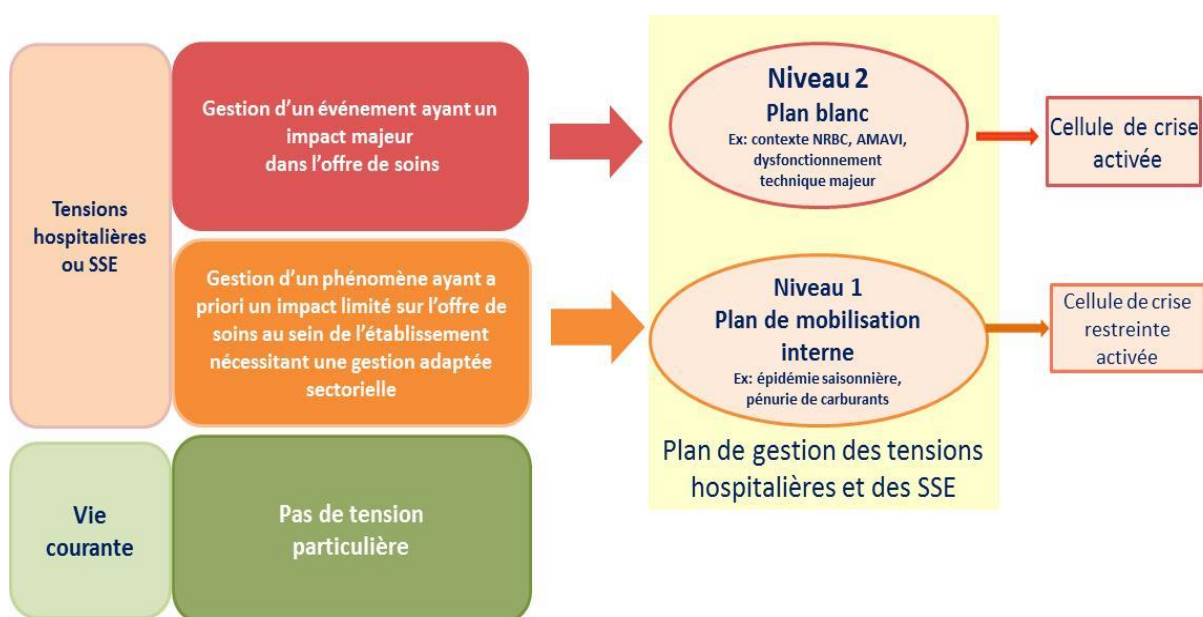 Tensions
hospitalières
ou SSE
Gestion d’un événement ayant un
impact majeur
dans l’offre de soins
Niveau 2
Plan blanc
Ex: contexte NRBC, AMAVI,
dysfonctionnement
technique majeur
Cellule de crise
activée
Gestion d’un phénomène ayant a
priori un impact limité sur l’offre de
soins au sein de l’établissement
nécessitant une gestion adaptée
sectorielle
Niveau 1
Plan de mobilisation
interne
Ex: épidémie saisonnière,
pénurie de carburants
Cellule de crise
restreinte
activée
Plan de gestion des tensions
hospitalières et des SSE
Vie
courante
Pas de tension
particulière